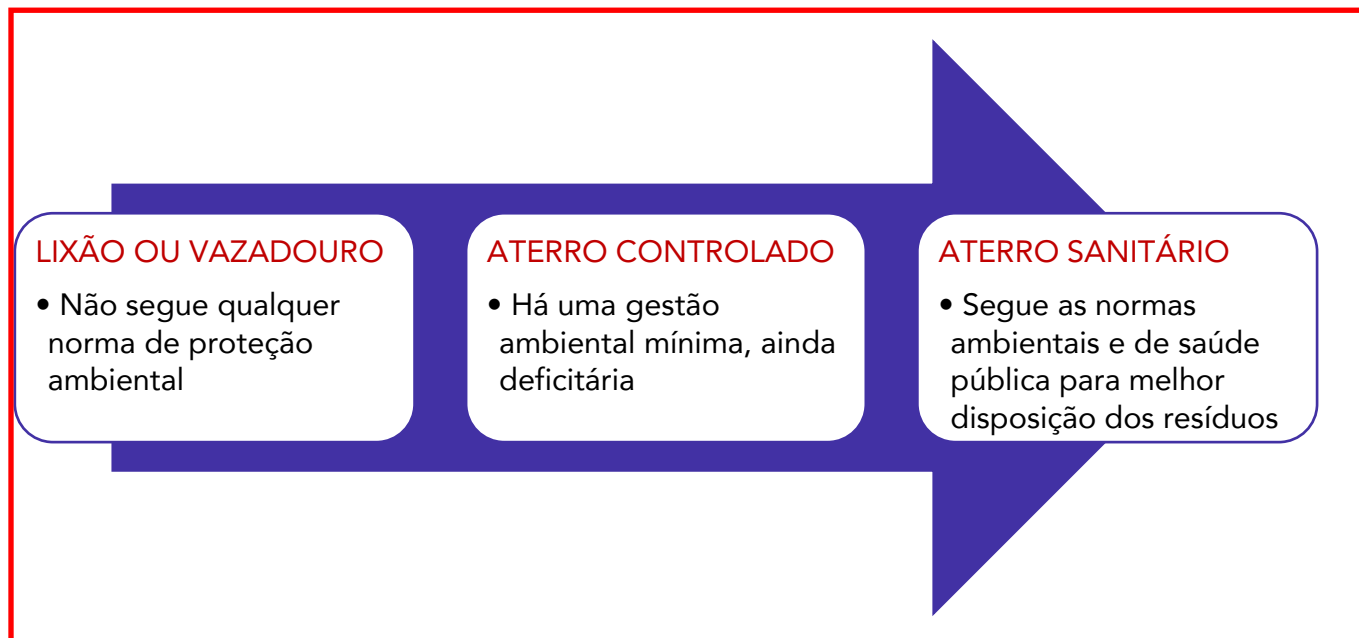 LIXÃO OU VAZADOURO
• Não segue qualquer
norma de proteção
ambiental
ATERRO CONTROLADO
• Há uma gestão
ambiental mínima, ainda
deficitária
ATERRO SANITÁRIO
• Segue as normas
ambientais e de saúde
pública para melhor
disposição dos resíduos